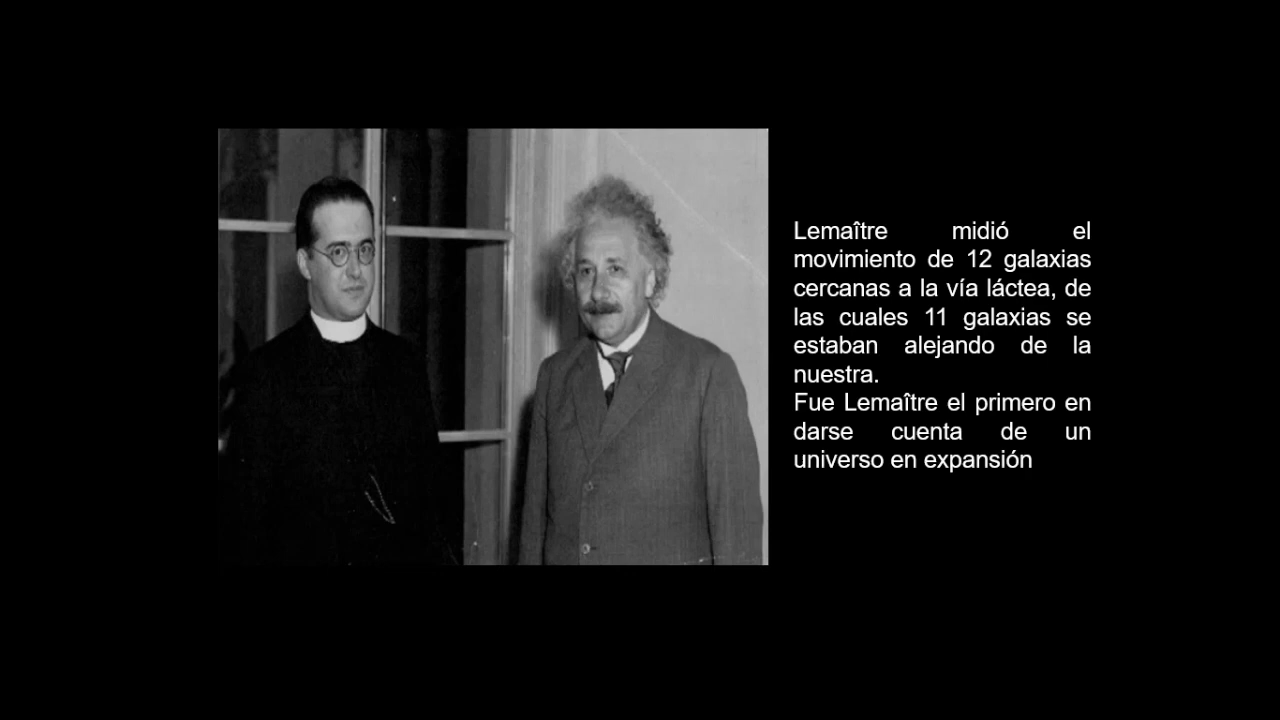 Lemaître midió el
movimiento de 12 galaxias
cercanas a la vía láctea, de
las cuales 11 galaxias se
estaban alejando de la
nuestra.
Fue Lemaître el primero en
darse cuenta de un
universo en expansión